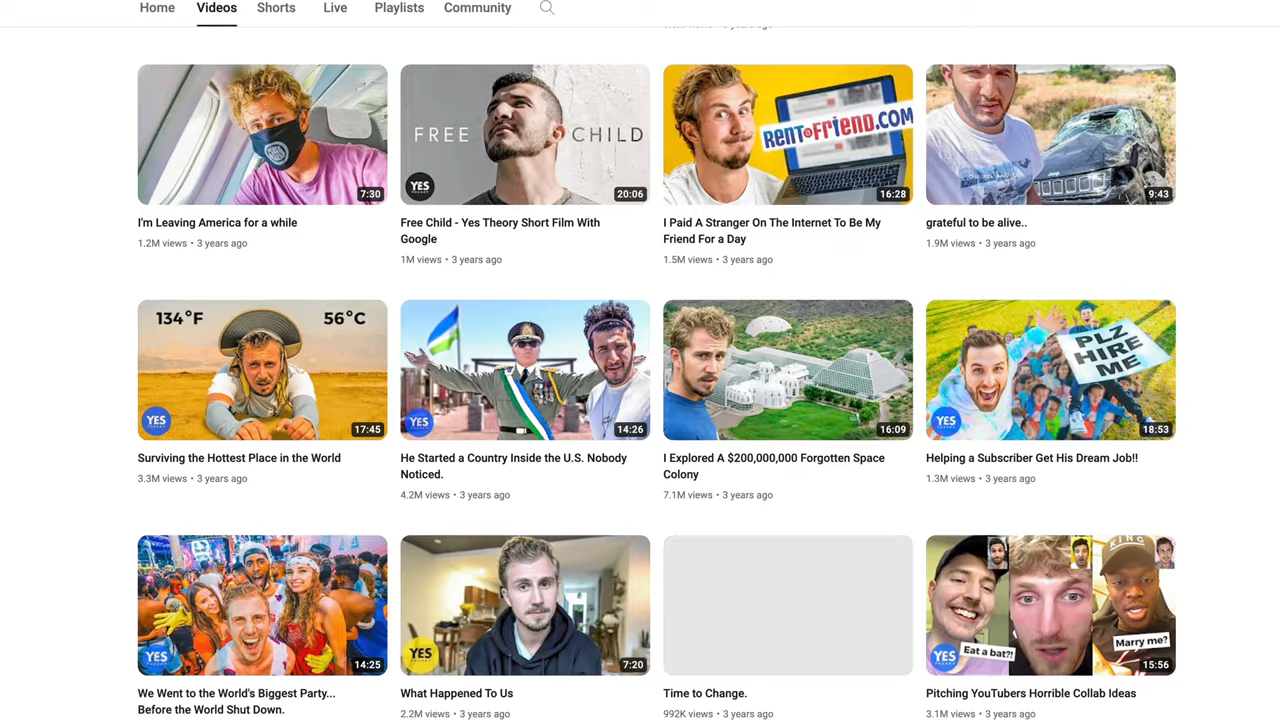 Home Videos Shorts Live Playlists Community
FREE CHILD
YES
RENT a FRIEND.COM
7:30
20:06
16:28
9:43
I'm Leaving America for a while
1.2M views • 3 years ago
Free Child - Yes Theory Short Film With
Google
1M views • 3 years ago
I Paid A Stranger On The Internet To Be My
Friend For a Day
1.5M views • 3 years ago
grateful to be alive..
1.9M views • 3 years ago
134°F 56°C
YES
17:45
YES
14:26
16:09
PLZ
HIRE
ME
YES
18:53
Surviving the Hottest Place in the World
3.3M views • 3 years ago
He Started a Country Inside the U.S. Nobody
Noticed.
4.2M views • 3 years ago
I Explored A $200,000,000 Forgotten Space
Colony
7.1M views • 3 years ago
Helping a Subscriber Get His Dream Job!!
1.3M views • 3 years ago
YES
14:25
YES
7:20
KING
YES
Eat a bat?!
Marry me?
15:56
We Went to the World's Biggest Party...
Before the World Shut Down.
What Happened To Us
2.2M views • 3 years ago
Time to Change.
992K views • 3 years ago
Pitching YouTubers Horrible Collab Ideas
3.1M views • 3 years ago